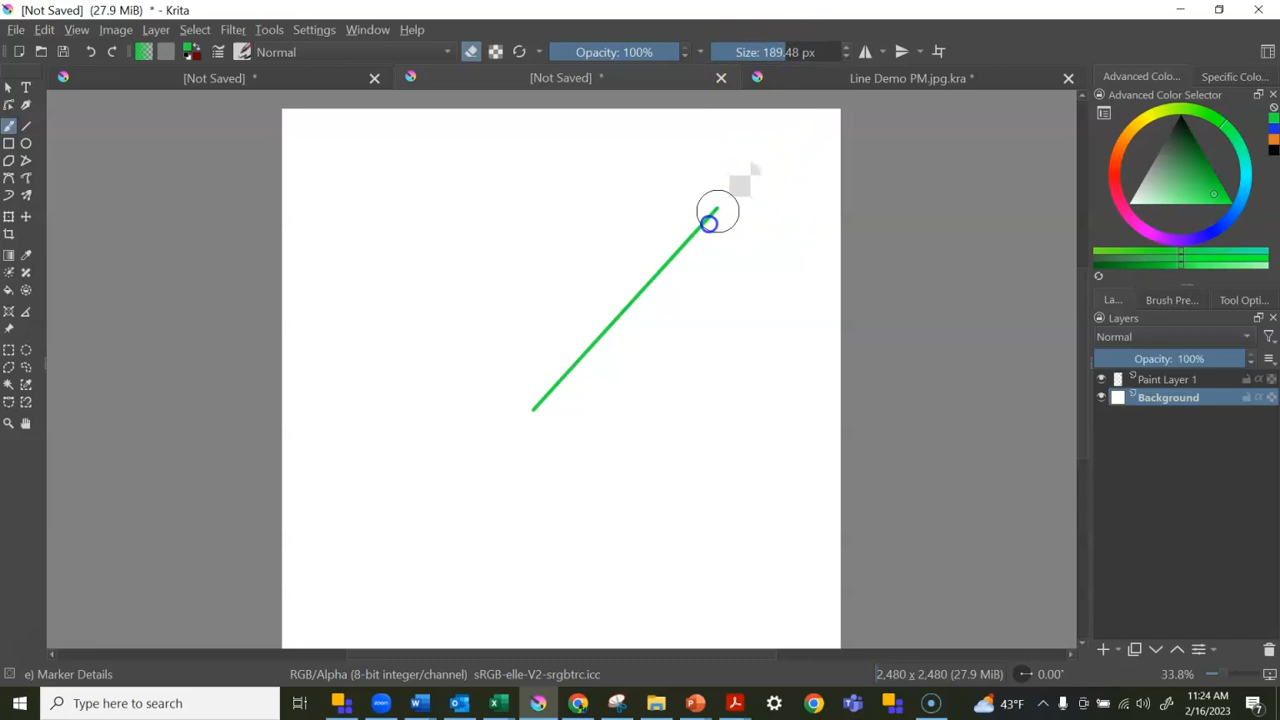 [Not Saved] (27.9 MiB) * - Krita
File Edit View Image Layer Select Filter Tools Settings Window Help
Normal Opacity: 100% Size: 189.48 px
[Not Saved] * [Not Saved] * Line Demo PM.jpg.kra *
Advanced Colo... Specific Color...
Advanced Color Selector
La... Brush Pre... Tool Opti...
Layers
Normal
Opacity: 100%
Paint Layer 1
Background
e) Marker Details RGB/Alpha (8-bit integer/channel) sRGB-elle-V2-srgbtrc.icc 2,480 x 2,480 (27.9 MiB) 0.00° 33.8%
Type here to search zoom 43°F 11:24 AM
2/16/2023 7